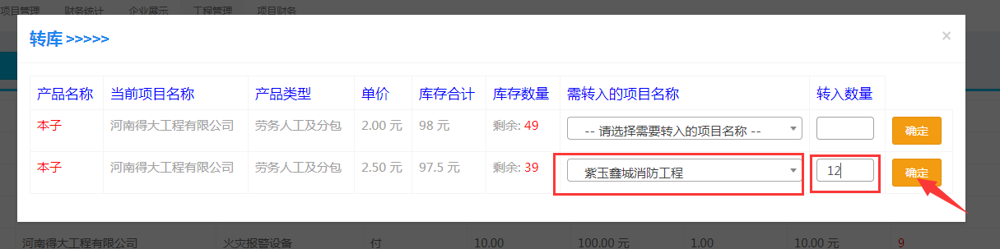 项目管理 财务统计 企业展示 工程管理 项目财务
转库 >>>>> ×
产品名称 当前项目名称 产品类型 单价 库存合计 库存数量 需转入的项目名称 转入数量
本子 河南得大工程有限公司 劳务人工及分包 2.00 元 98 元 剩余: 49 -- 请选择需要转入的项目名称 -- 确定
本子 河南得大工程有限公司 劳务人工及分包 2.50 元 97.5 元 剩余: 39 紫玉鑫城消防工程 12 确定
河南得大工程有限公司 火灾报警设备 付 10.00 100.00 元 1.00 10.00 元 9